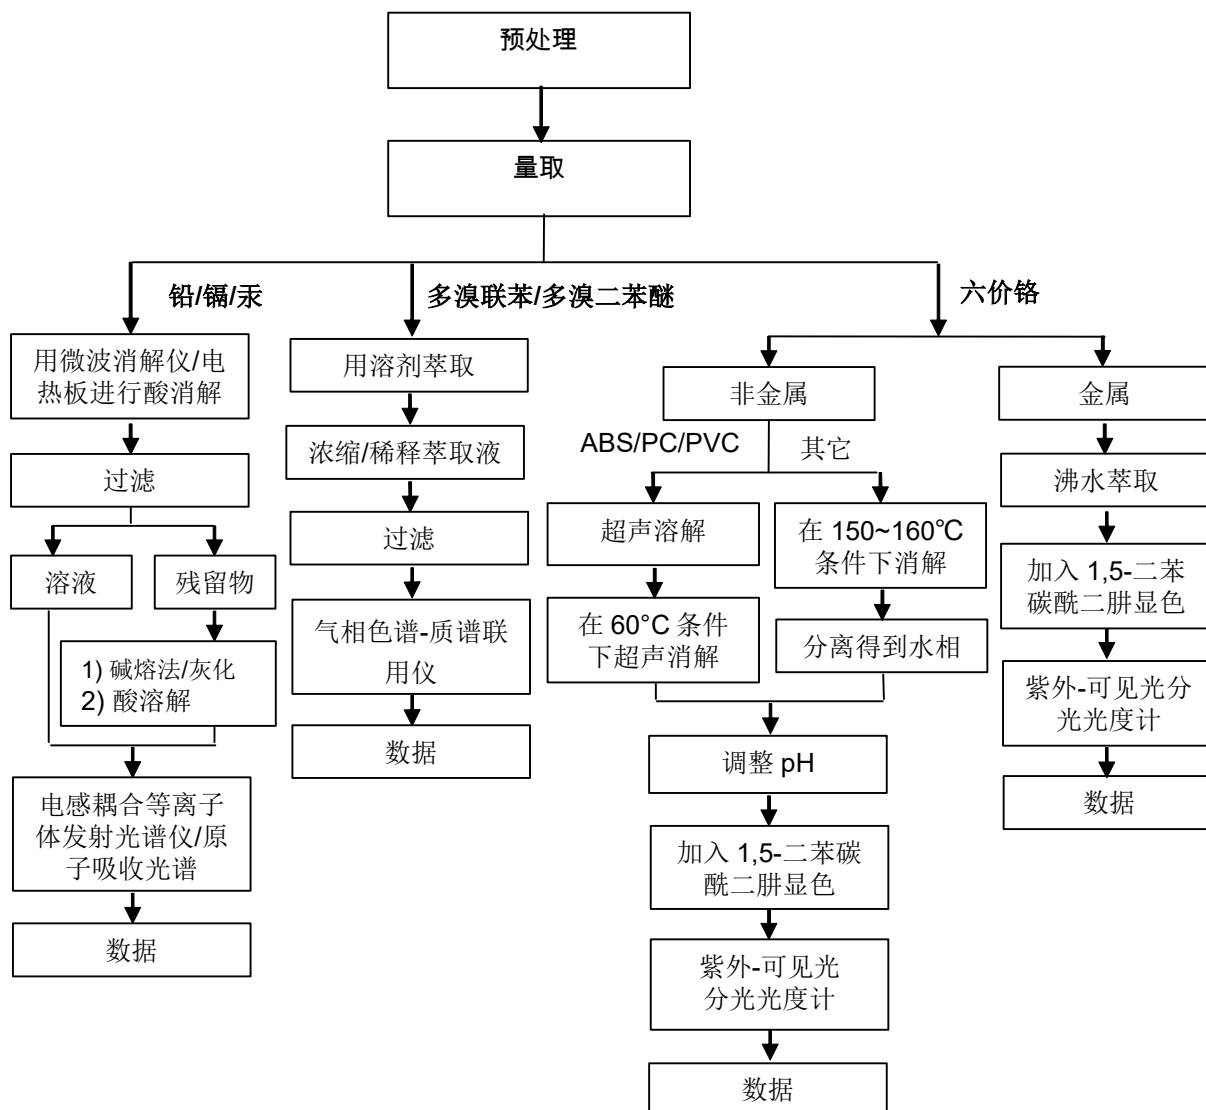 预处理
量取
铅/镉/汞
多溴联苯/多溴二苯醚
六价铬
用微波消解仪/电
热板进行酸消解
过滤
溶液
残留物
1) 碱熔法/灰化
2) 酸溶解
电感耦合等离子
体发射光谱仪/原
子吸收光谱
数据
用溶剂萃取
浓缩/稀释萃取液
过滤
气相色谱-质谱联
用仪
数据
非金属
ABS/PC/PVC
其它
超声溶解
在 60°C 条件
下超声消解
在 150~160℃
条件下消解
分离得到水相
调整 pH
加入 1,5-二苯碳
酰二肼显色
紫外-可见光
分光光度计
数据
金属
沸水萃取
加入 1,5-二苯
碳酰二肼显色
紫外-可见光分
光光度计
数据